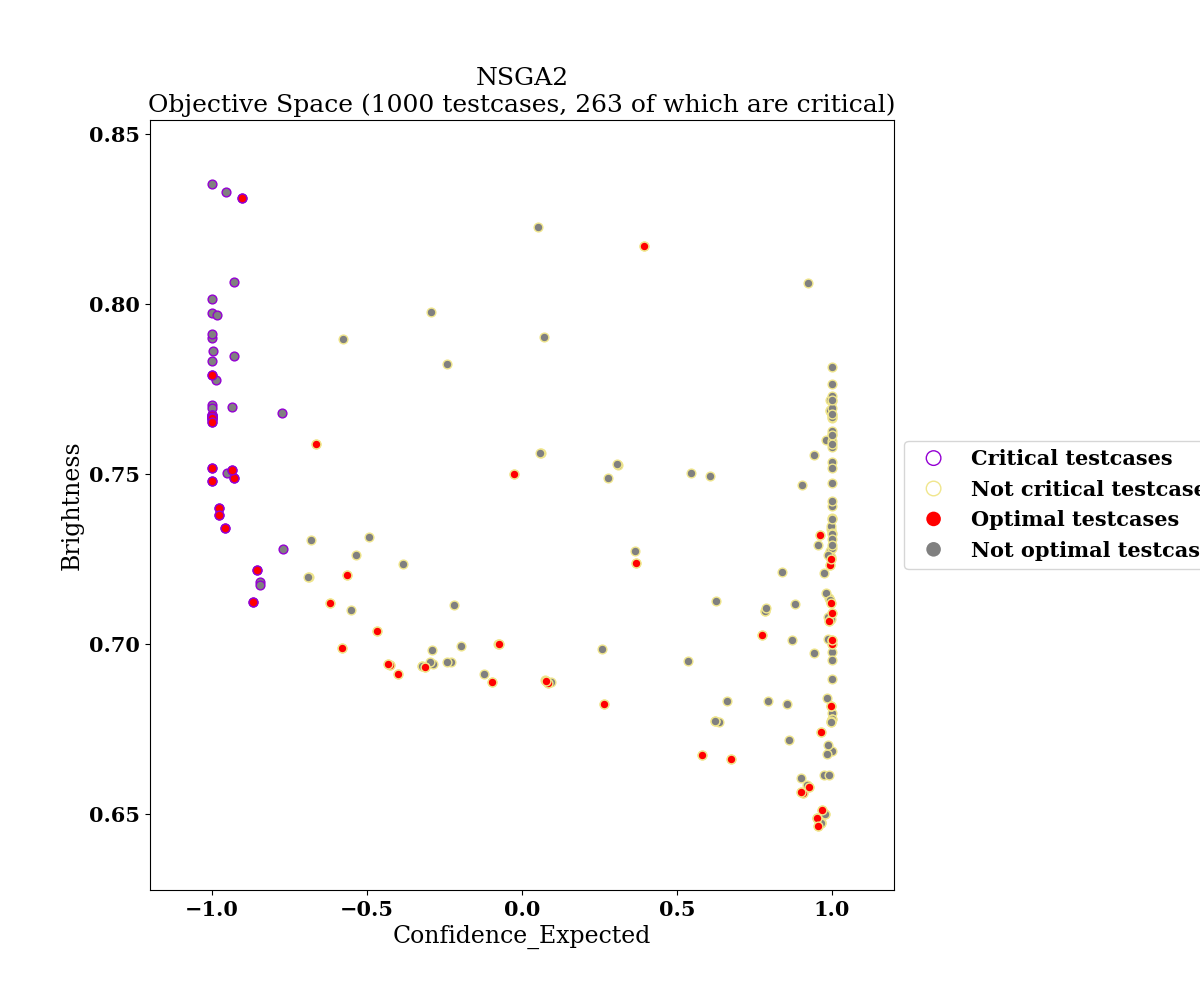 NSGA2
Objective Space (1000 testcases, 263 of which are critical)
0.85
0.80
0.75
0.70
0.65
Brightness
−1.0
−0.5
0.0
0.5
1.0
Confidence_Expected
Critical testcases
Not critical testcase
Optimal testcases
Not optimal testcas